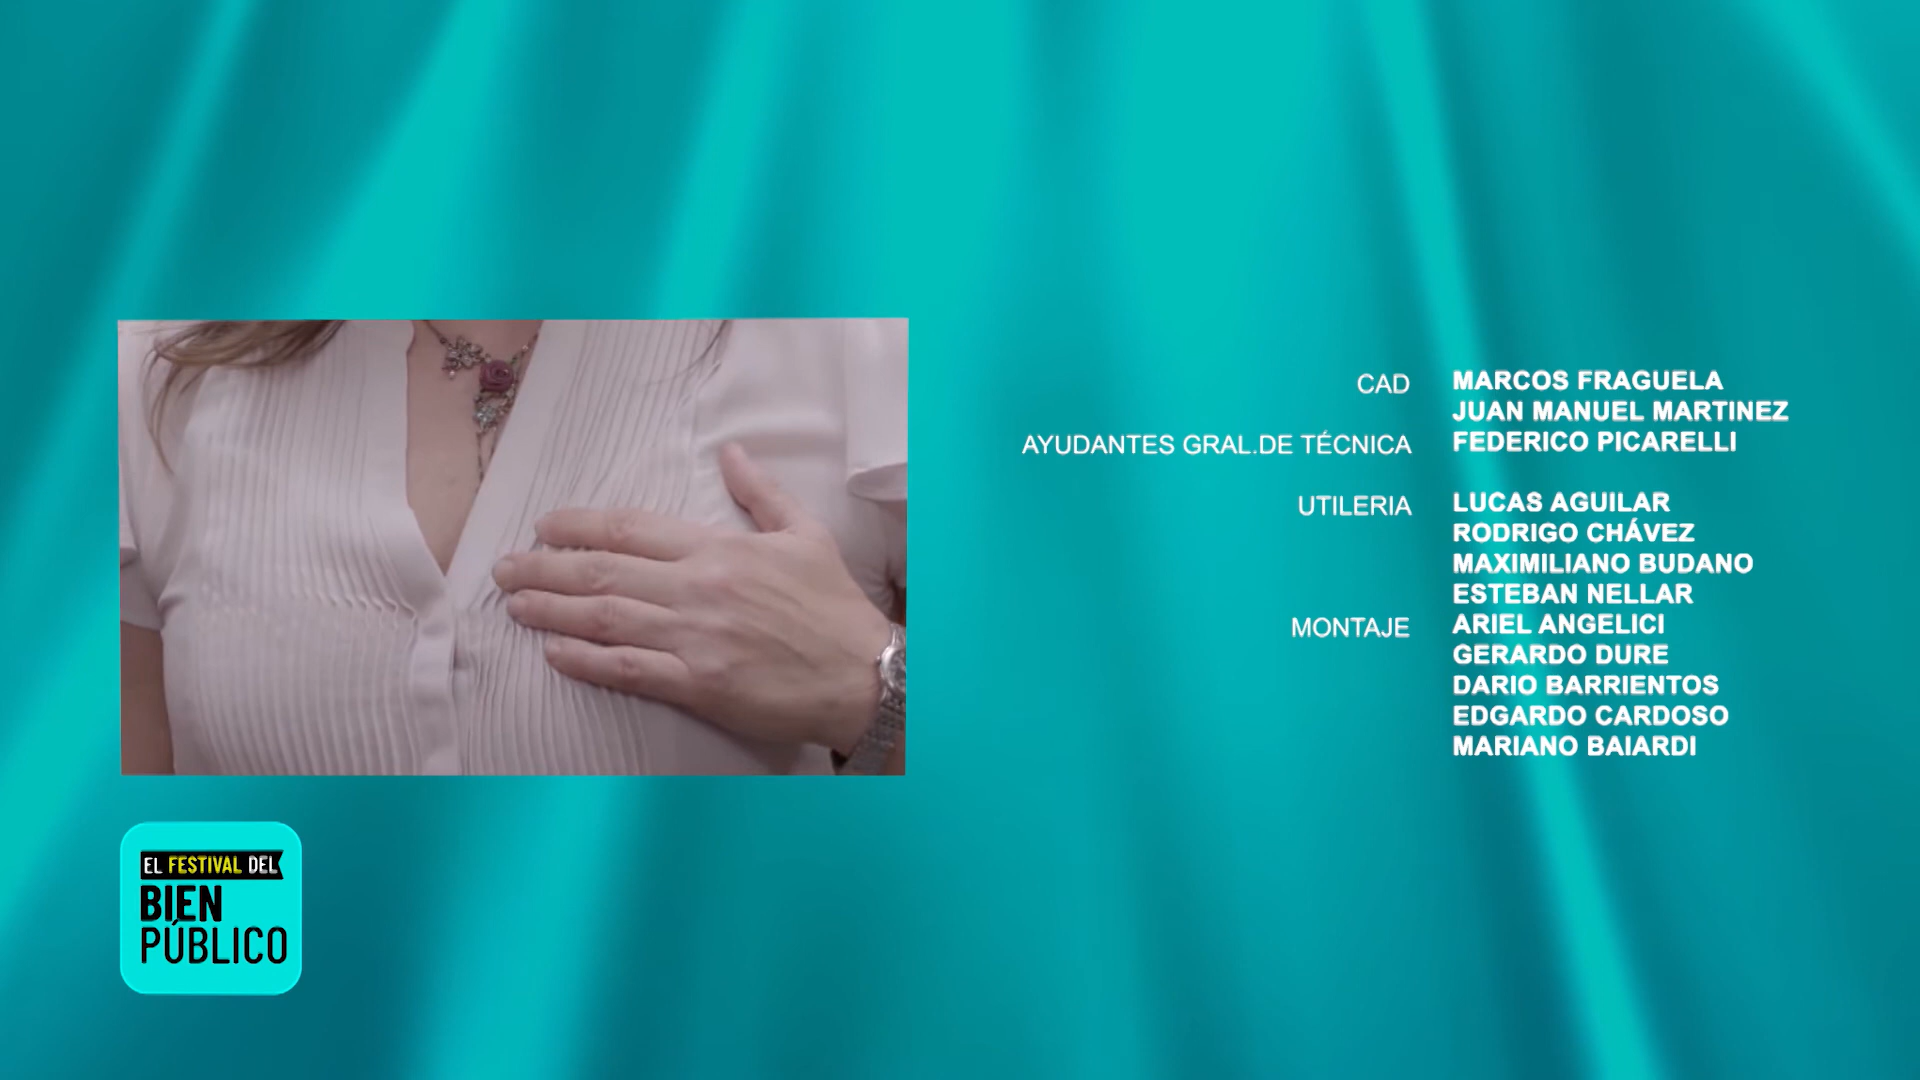 CAD MARCOS FRAGUELA
JUAN MANUEL MARTINEZ
AYUDANTES GRAL.DE TÉCNICA FEDERICO PICARELLI
UTILERIA LUCAS AGUILAR
RODRIGO CHÁVEZ
MAXIMILIANO BUDANO
ESTEBAN NELLAR
MONTAJE ARIEL ANGELICI
GERARDO DURE
DARIO BARRIENTOS
EDGARDO CARDOSO
MARIANO BAIARDI
EL FESTIVAL DEL
BIEN
PÚBLICO